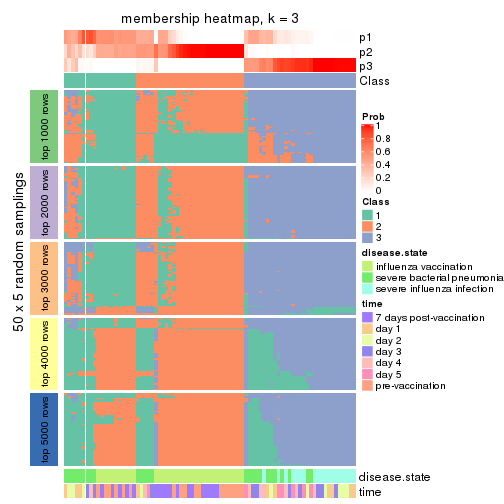 membership heatmap, k = 3
p1
p2
p3
Class
50 x 5 random samplings
top 1000 rows
top 2000 rows
top 3000 rows
top 4000 rows
top 5000 rows
disease.state
time
Prob
1
0.8
0.6
0.4
0.2
0
Class
1
2
3
disease.state
influenza vaccination
severe bacterial pneumonia
severe influenza infection
time
7 days post-vaccination
day 1
day 2
day 3
day 4
day 5
pre-vaccination